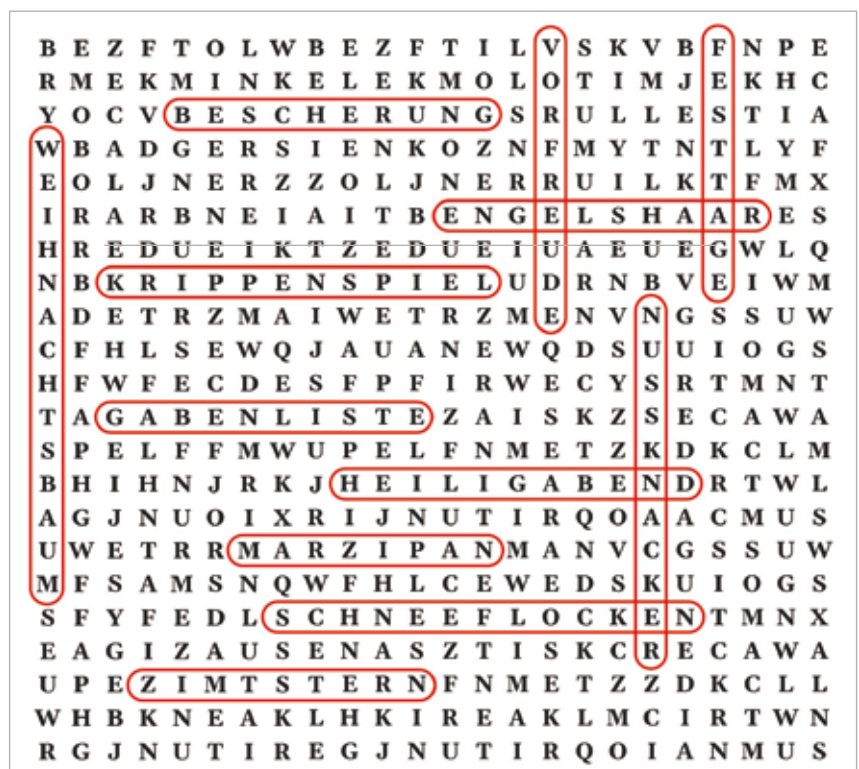 B E Z F T O L W B E Z F T I L V S K V B F N P E
R M E K M I N K E L E K M O L O T I M J E K H C
Y O C V B E S C H E R U N G S R U L L E S T I A
W B A D G E R S I E N K O Z N F M Y T N T L Y F
E O L J N E R Z Z O L J N E R R U I L K T F M X
I R A R B N E I A I T B E N G E L S H A A R E S
H R E D U E I K T Z E D U E I U A E U E G W L Q
N B K R I P P E N S P I E L U D R N B V E I W M
A D E T R Z M A I W E T R Z M E N V N G S S U W
C F H L S E W Q J A U A N E W Q D S U U I O G S
H F W F E C D E S F P F I R W E C Y S R T M N T
T A G A B E N L I S T E Z A I S K Z S E C A W A
S P E L F F M W U P E L F N M E T Z K D K C L M
B H I H N J R K J H E I L I G A B E N D R T W L
A G J N U O I X R I J N U T I R Q O A A C M U S
U W E T R R M A R Z I P A N M A N V C G S S U W
M F S A M S N Q W F H L C E W E D S K U I O G S
S F Y F E D L S C H N E E F L O C K E N T M N X
E A G I Z A U S E N A S Z T I S K C R E C A W A
U P E Z I M T S T E R N F N M E T Z Z D K C L L
W H B K N E A K L H K I R E A K L M C I R T W N
R G J N U T I R E G J N U T I R Q O I A N M U S